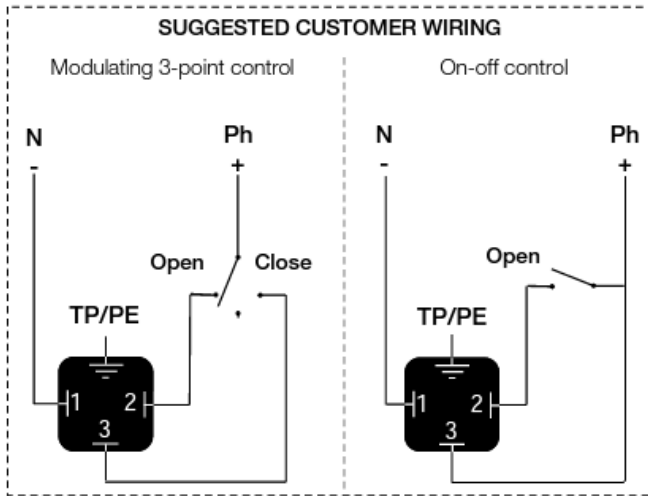 SUGGESTED CUSTOMER WIRING
Modulating 3-point control
N
-
Ph
+
Open
Close
TP/PE
1
2
3
On-off control
N
-
Ph
+
Open
TP/PE
1
2
3